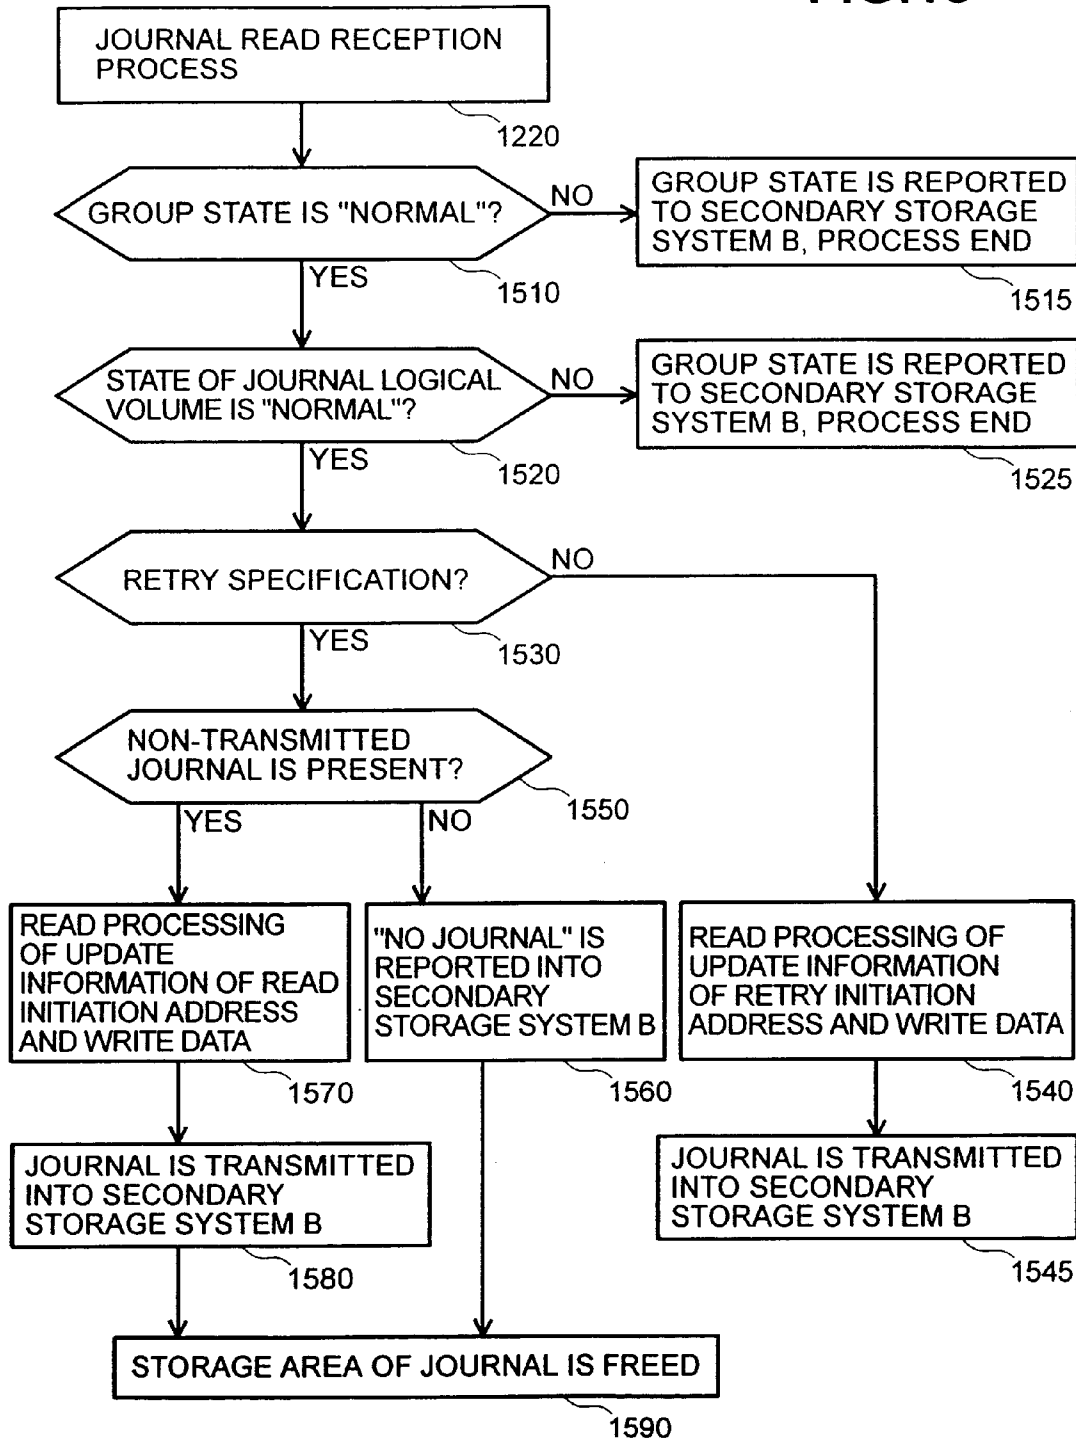 JOURNAL READ RECEPTION
PROCESS
1220
GROUP STATE IS "NORMAL"?
NO
GROUP STATE IS REPORTED
TO SECONDARY STORAGE
SYSTEM B, PROCESS END
YES
1510
1515
STATE OF JOURNAL LOGICAL
VOLUME IS "NORMAL"?
NO
GROUP STATE IS REPORTED
TO SECONDARY STORAGE
SYSTEM B, PROCESS END
YES
1520
1525
RETRY SPECIFICATION?
NO
YES
1530
NON-TRANSMITTED
JOURNAL IS PRESENT?
1550
YES
NO
READ PROCESSING
OF UPDATE
INFORMATION OF READ
INITIATION ADDRESS
AND WRITE DATA
1570
"NO JOURNAL" IS
REPORTED INTO
SECONDARY
STORAGE SYSTEM B
1560
READ PROCESSING OF
UPDATE INFORMATION
OF RETRY INITIATION
ADDRESS AND WRITE DATA
1540
JOURNAL IS TRANSMITTED
INTO SECONDARY
STORAGE SYSTEM B
1580
JOURNAL IS TRANSMITTED
INTO SECONDARY
STORAGE SYSTEM B
1545
STORAGE AREA OF JOURNAL IS FREED
1590